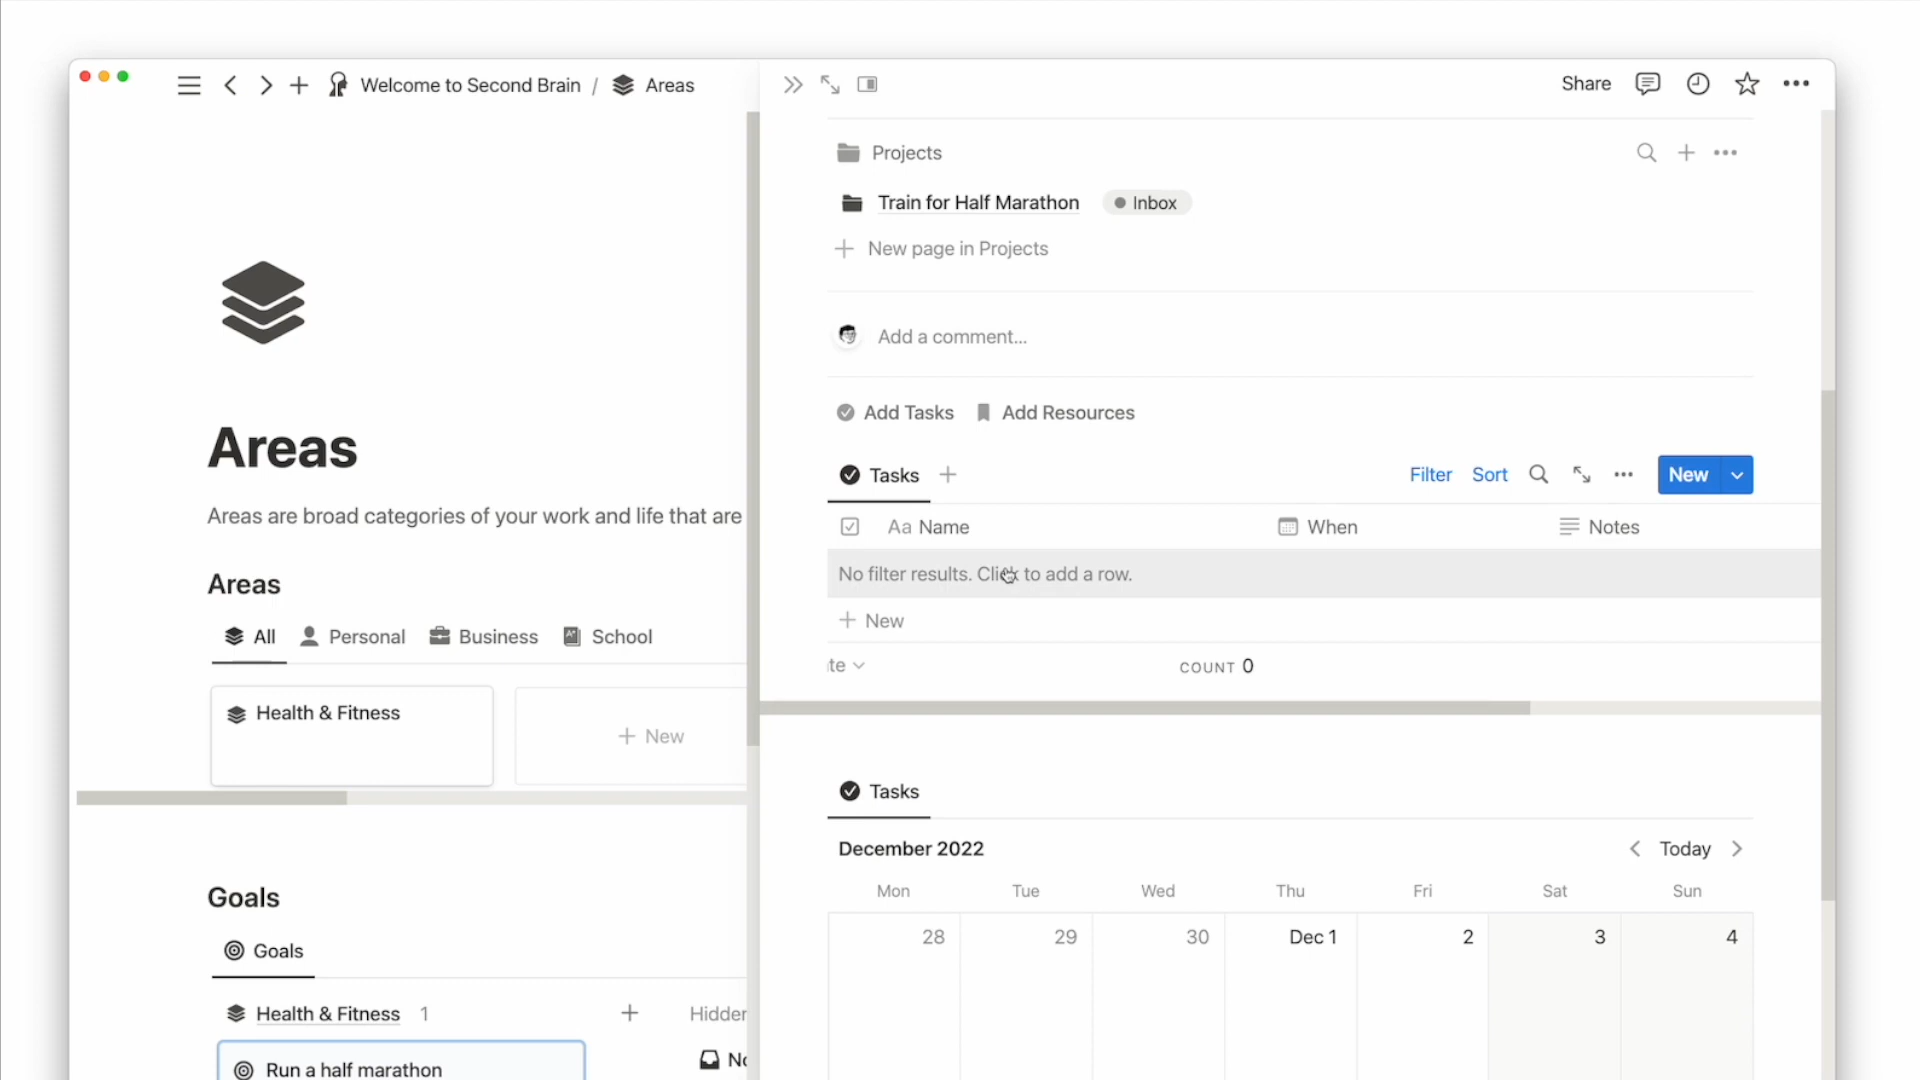 Welcome to Second Brain / Areas
Share
Projects
Train for Half Marathon Inbox
New page in Projects
Add a comment...
Add Tasks Add Resources
Tasks
Filter Sort New
Aa Name When Notes
No filter results. Click to add a row.
New
COUNT 0
Tasks
December 2022 Today
Mon Tue Wed Thu Fri Sat Sun
28 29 30 Dec 1 2 3 4
Areas
Areas are broad categories of your work and life that are
Areas
All Personal Business School
Health & Fitness
New
Goals
Goals
Health & Fitness 1
Run a half marathon